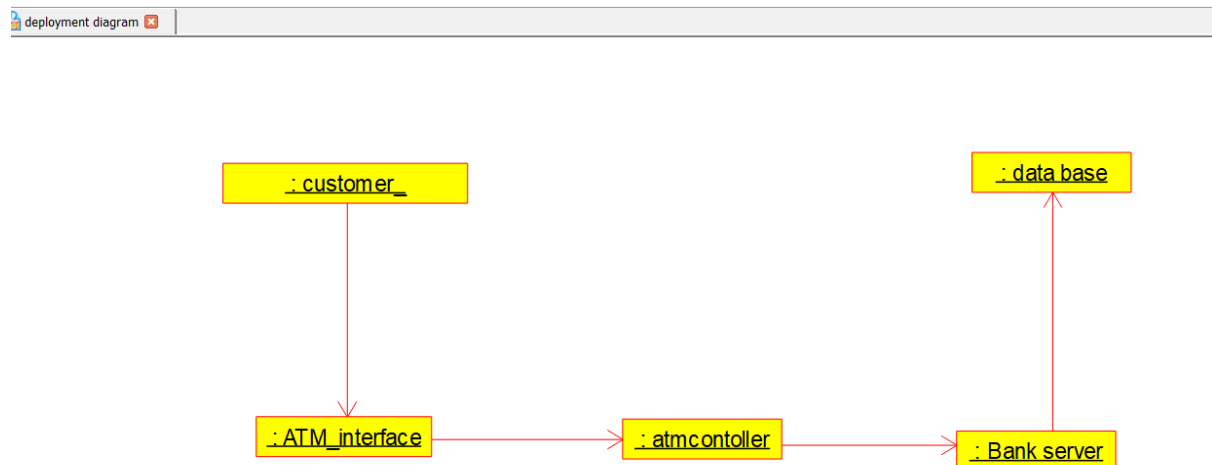 deployment diagram
: customer_
: data base
: ATM_interface
: atmcontoller
: Bank server